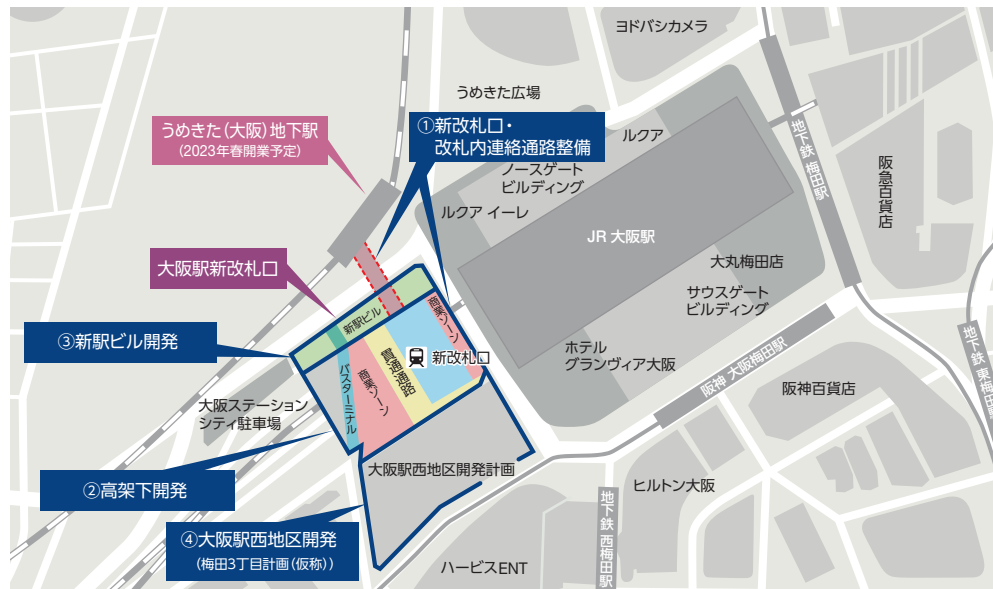 ヨドバシカメラ
うめきた広場
うめきた(大阪)地下駅
(2023年春開業予定)
①新改札口・
改札内連絡通路整備
ルクア
ノースゲート
ビルディング
ルクア イーレ
地下鉄 梅田駅
阪急百貨店
JR 大阪駅
大阪駅新改札口
大丸梅田店
サウスゲート
ビルディング
③新駅ビル開発
新駅ビル
商業ゾーン
新改札口
貫通通路
商業ゾーン
バスターミナル
ホテル
グランヴィア大阪
阪神 大阪梅田駅
地下鉄 東梅田駅
阪神百貨店
大阪ステーション
シティ駐車場
②高架下開発
大阪駅西地区開発計画
ヒルトン大阪
地下鉄 西梅田駅
④大阪駅西地区開発
(梅田3丁目計画(仮称))
ハービスENT